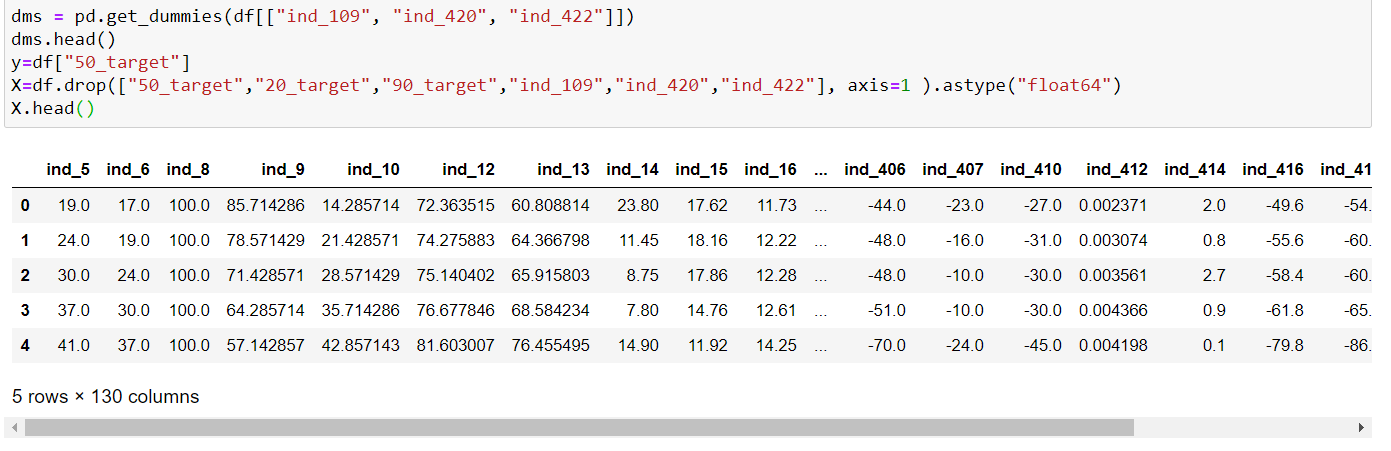 dms = pd.get_dummies(df[["ind_109", "ind_420", "ind_422"]])
dms.head()
y=df["50_target"]
X=df.drop(["50_target","20_target","90_target","ind_109","ind_420","ind_422"], axis=1 ).astype("float64")
X.head()
ind_5 ind_6 ind_8 ind_9 ind_10 ind_12 ind_13 ind_14 ind_15 ind_16 ... ind_406 ind_407 ind_410 ind_412 ind_414 ind_416 ind_41
0 19.0 17.0 100.0 85.714286 14.285714 72.363515 60.808814 23.80 17.62 11.73 ... -44.0 -23.0 -27.0 0.002371 2.0 -49.6 -54.
1 24.0 19.0 100.0 78.571429 21.428571 74.275883 64.366798 11.45 18.16 12.22 ... -48.0 -16.0 -31.0 0.003074 0.8 -55.6 -60.
2 30.0 24.0 100.0 71.428571 28.571429 75.140402 65.915803 8.75 17.86 12.28 ... -48.0 -10.0 -30.0 0.003561 2.7 -58.4 -60.
3 37.0 30.0 100.0 64.285714 35.714286 76.677846 68.584234 7.80 14.76 12.61 ... -51.0 -10.0 -30.0 0.004366 0.9 -61.8 -65.
4 41.0 37.0 100.0 57.142857 42.857143 81.603007 76.455495 14.90 11.92 14.25 ... -70.0 -24.0 -45.0 0.004198 0.1 -79.8 -86.
5 rows × 130 columns